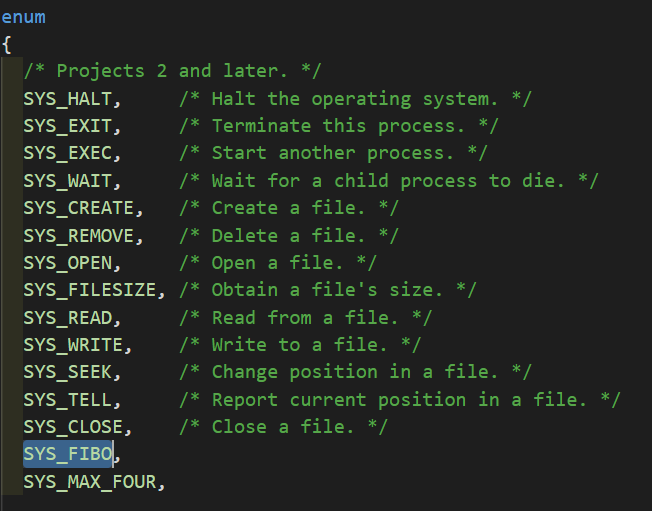 enum
{
/* Projects 2 and later. */
SYS_HALT, /* Halt the operating system. */
SYS_EXIT, /* Terminate this process. */
SYS_EXEC, /* Start another process. */
SYS_WAIT, /* Wait for a child process to die. */
SYS_CREATE, /* Create a file. */
SYS_REMOVE, /* Delete a file. */
SYS_OPEN, /* Open a file. */
SYS_FILESIZE, /* Obtain a file's size. */
SYS_READ, /* Read from a file. */
SYS_WRITE, /* Write to a file. */
SYS_SEEK, /* Change position in a file. */
SYS_TELL, /* Report current position in a file. */
SYS_CLOSE, /* Close a file. */
SYS_FIBO,
SYS_MAX_FOUR,